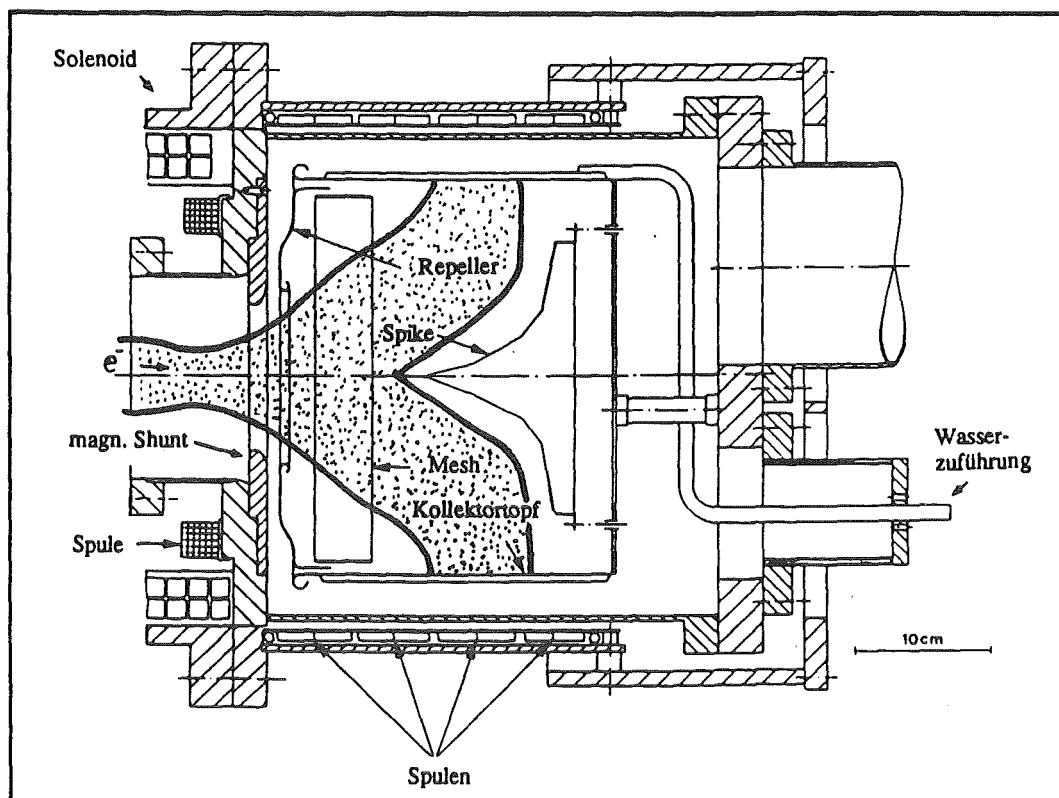 Solenoid
Repeller
Spike
e-
magn. Shunt
Mesh
Wasser-
zuführung
Kollektortopf
Spule
10cm
Spulen